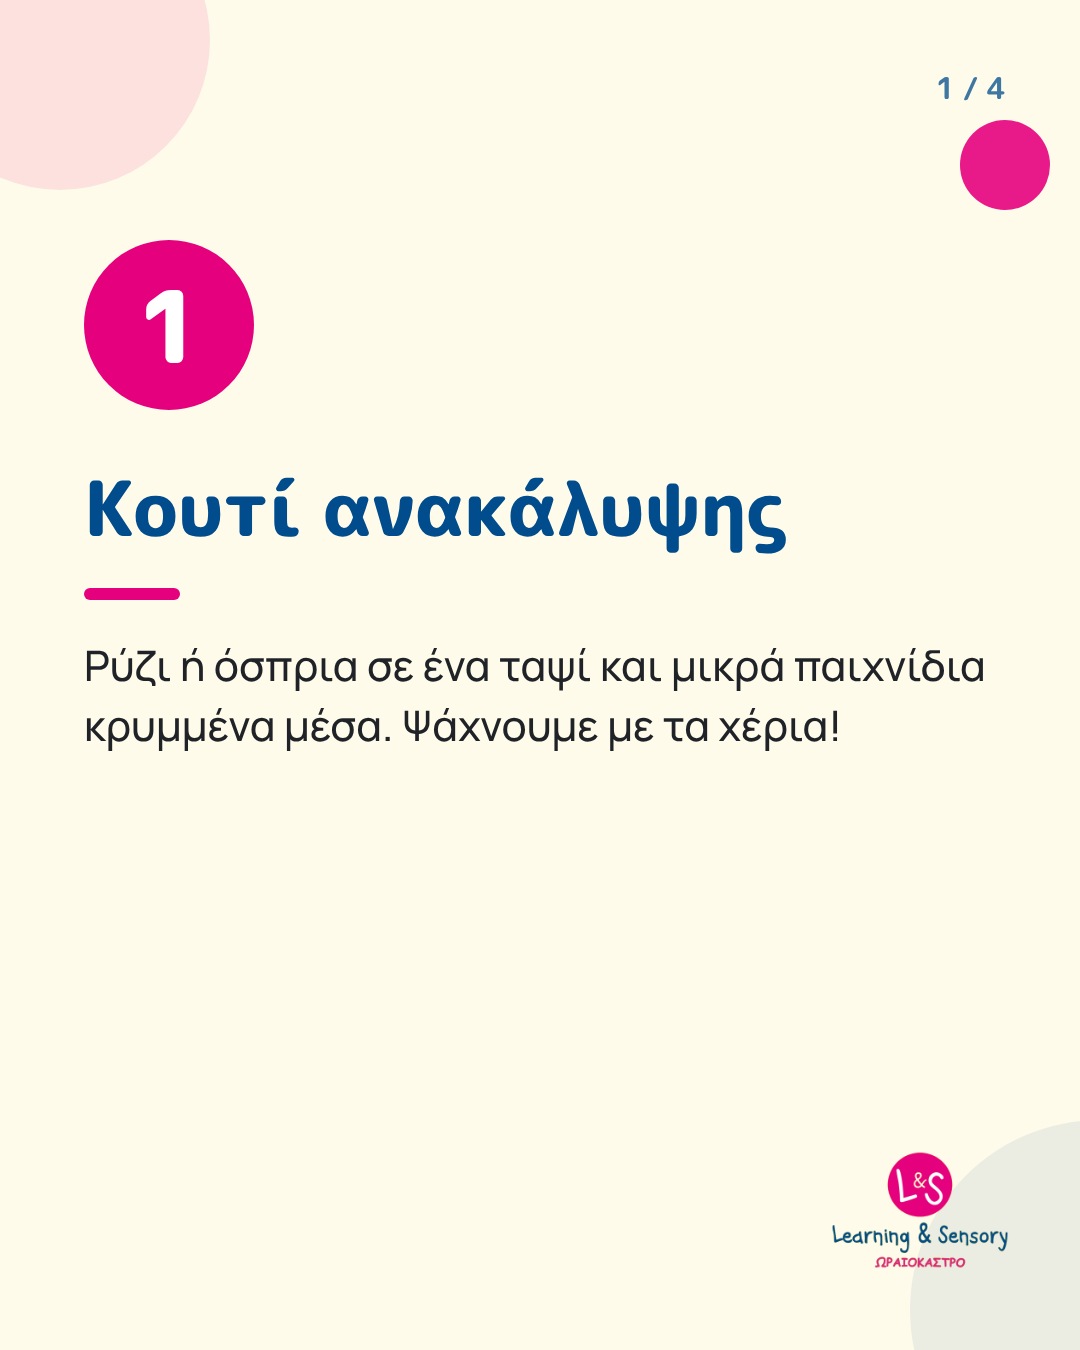 1 / 4
1
Κουτί ανακάλυψης
Ρύζι ή όσπρια σε ένα ταψί και μικρά παιχνίδια
κρυμμένα μέσα. Ψάχνουμε με τα χέρια!
L&S
Learning & Sensory
ΩΡΑΙΟΚΑΣΤΡΟ